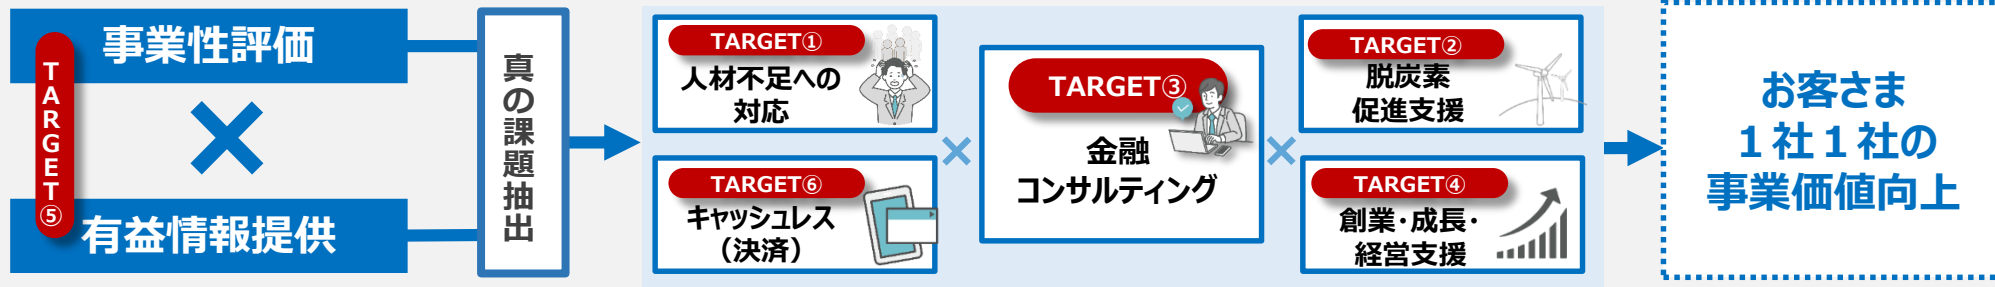 TARGET⑤
事業性評価
×
有益情報提供
真の課題抽出
TARGET①
人材不足への
対応
TARGET⑥
キャッシュレス
（決済）
×
TARGET③
金融
コンサルティング
×
TARGET②
脱炭素
促進支援
TARGET④
創業・成長・
経営支援
お客さま
１社１社の
事業価値向上